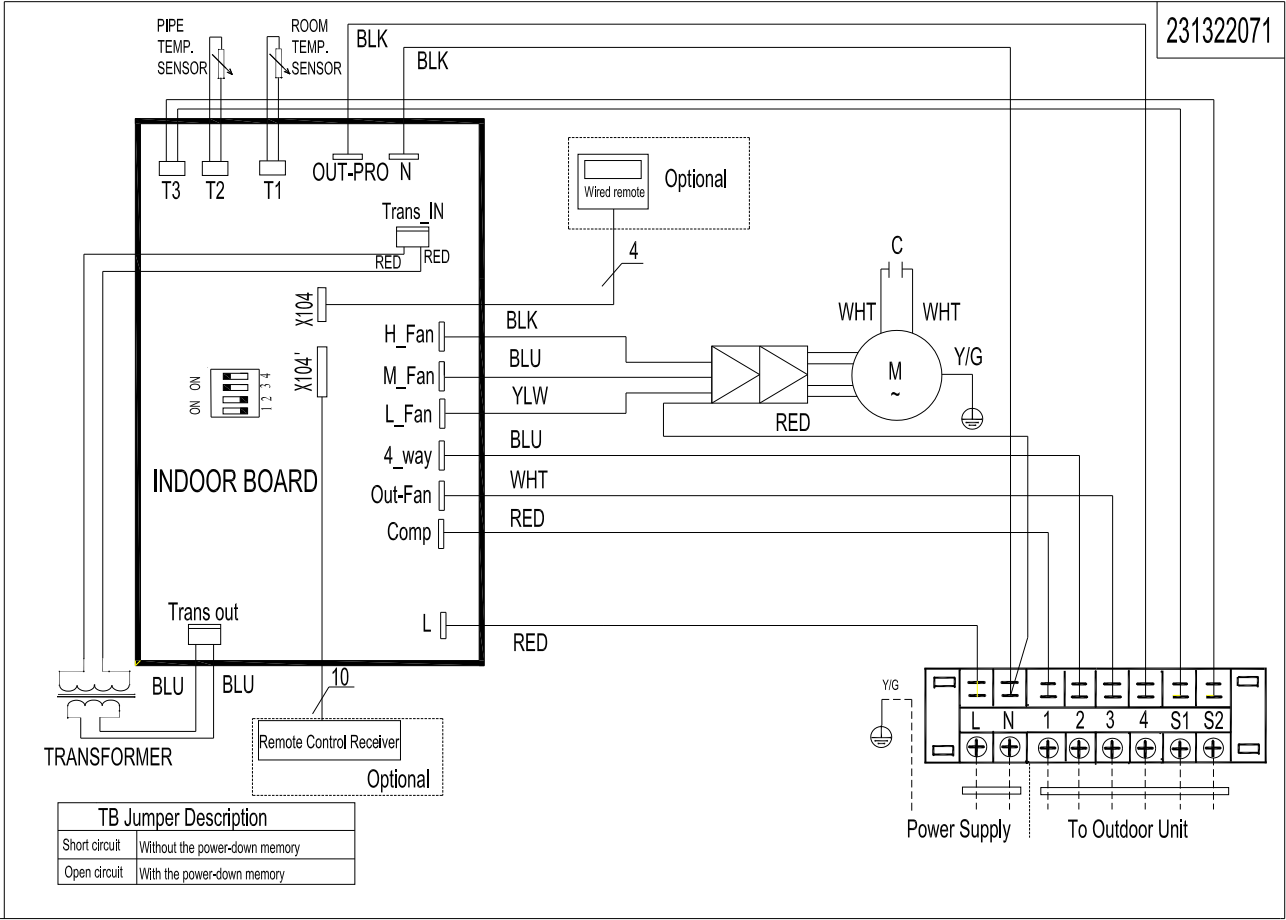 231322071
PIPE
TEMP.
SENSOR
ROOM
TEMP.
SENSOR
BLK
BLK
T3
T2
T1
OUT-PRO
N
Wired remote
Optional
Trans_IN
RED
RED
4
C
WHT
WHT
X104
H_Fan
BLK
X104'
M_Fan
BLU
M
~
Y/G
ON ON
1 2 3 4
L_Fan
YLW
RED
4_way
BLU
INDOOR BOARD
Out-Fan
WHT
Comp
RED
Trans out
L
RED
BLU
BLU
10
Y/G
L N 1 2 3 4 S1 S2
TRANSFORMER
Remote Control Receiver
Optional
Power Supply
To Outdoor Unit
TB Jumper Description
Short circuit Without the power-down memory
Open circuit With the power-down memory